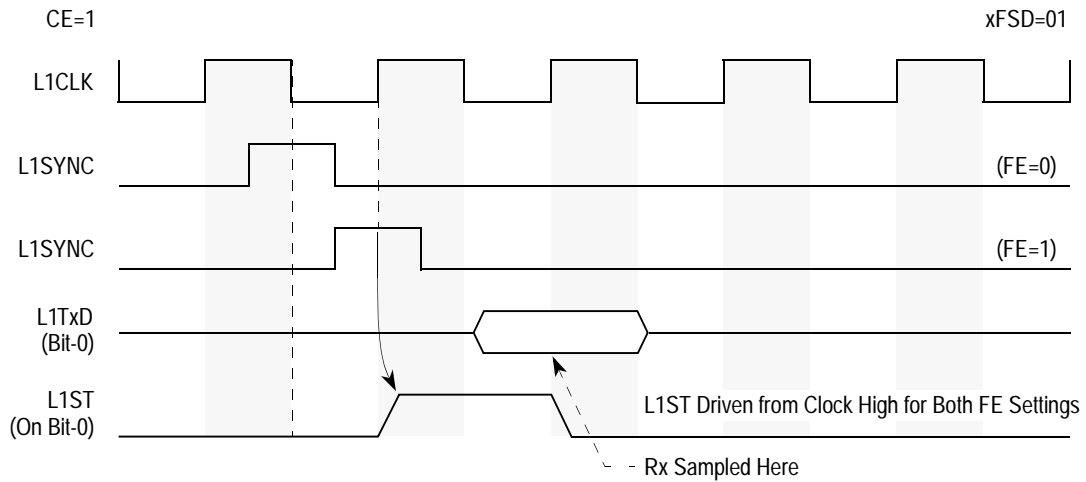 CE=1
xFSD=01
L1CLK
L1SYNC
(FE=0)
L1SYNC
(FE=1)
L1TxD
(Bit-0)
L1ST
(On Bit-0)
L1ST Driven from Clock High for Both FE Settings
Rx Sampled Here